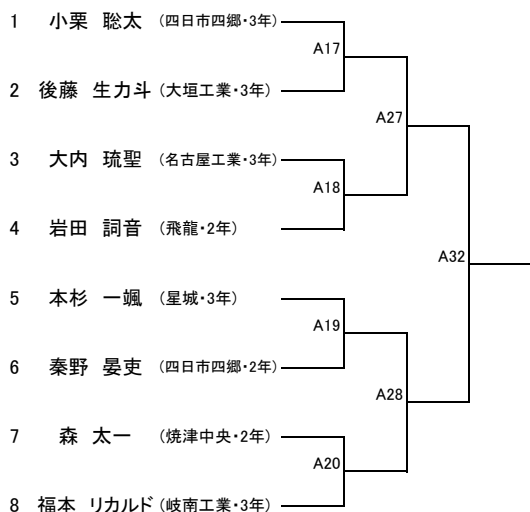 1 小栗 聡太 (四日市四郷・3年)
A17
2 後藤 生力斗 (大垣工業・3年)
A27
3 大内 琉聖 (名古屋工業・3年)
A18
4 岩田 詞音 (飛龍・2年)
A32
5 本杉 一颯 (星城・3年)
A19
6 秦野 晏吏 (四日市四郷・2年)
A28
7 森 太一 (焼津中央・2年)
A20
8 福本 リカルド (岐南工業・3年)